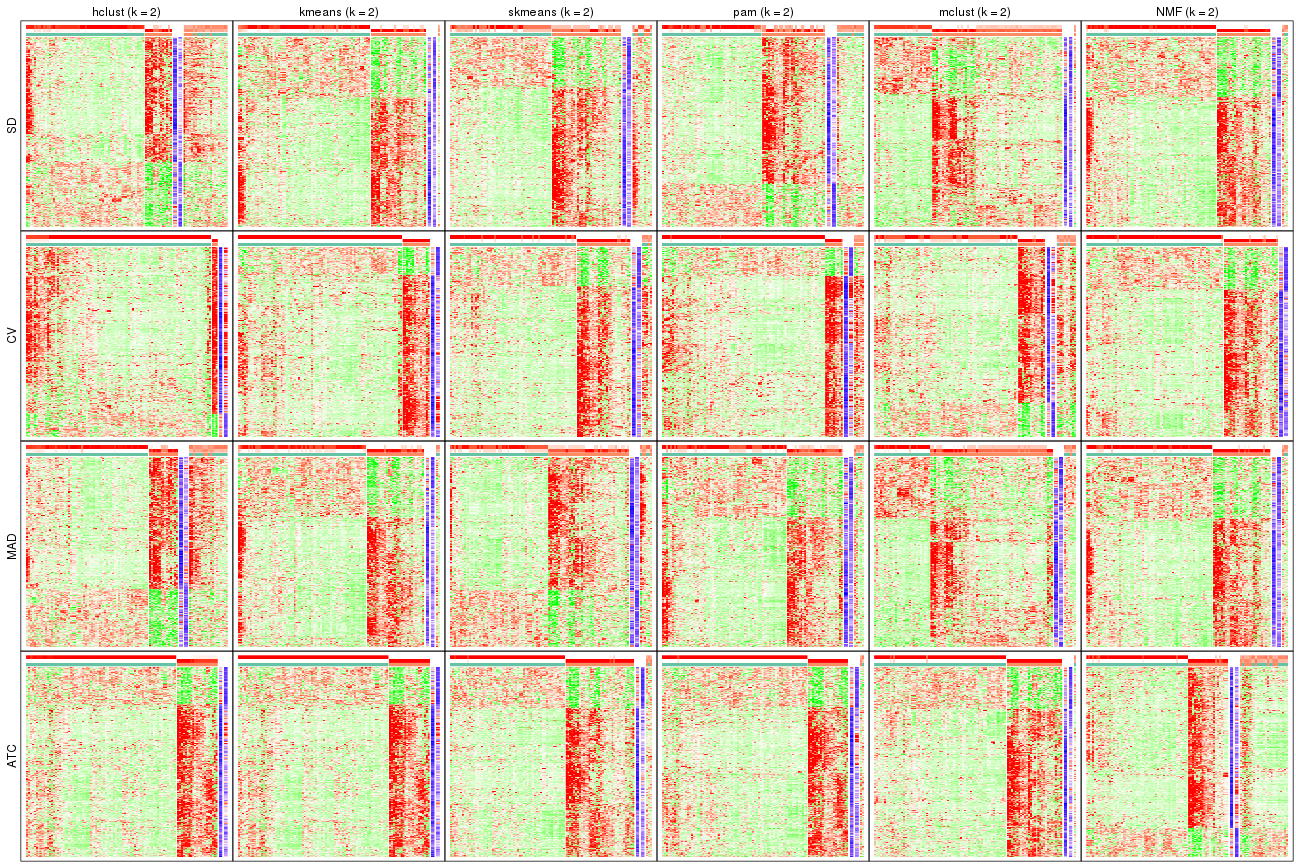 hclust (k = 2) kmeans (k = 2) skmeans (k = 2) pam (k = 2) mclust (k = 2) NMF (k = 2)
SD
CV
MAD
ATC